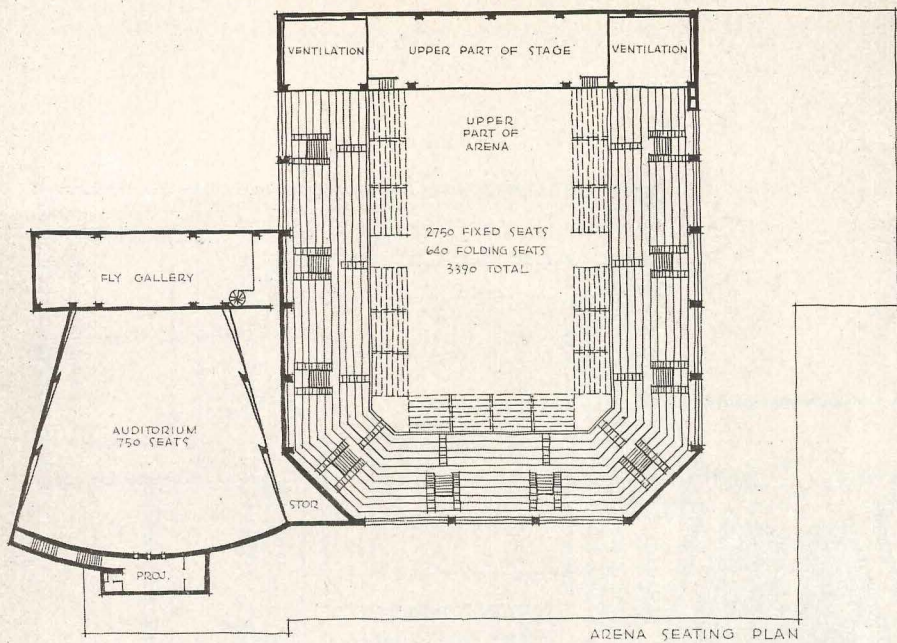 VENTILATION
UPPER PART OF STAGE
VENTILATION
UPPER
PART OF
ARENA
2750 FIXED SEATS
640 FOLDING SEATS
3390 TOTAL
FLY GALLERY
AUDITORIUM
750 SEATS
STOR
PROJ.
ARENA SEATING PLAN